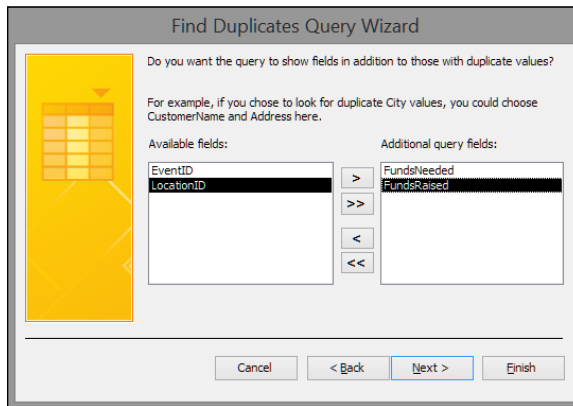 Find Duplicates Query Wizard
Do you want the query to show fields in addition to those with duplicate values?
For example, if you chose to look for duplicate City values, you could choose
CustomerName and Address here.
Available fields:
Additional query fields:
EventID
LocationID
>
>>
<
<<
FundsNeeded
FundsRaised
Cancel
< Back
Next >
Finish